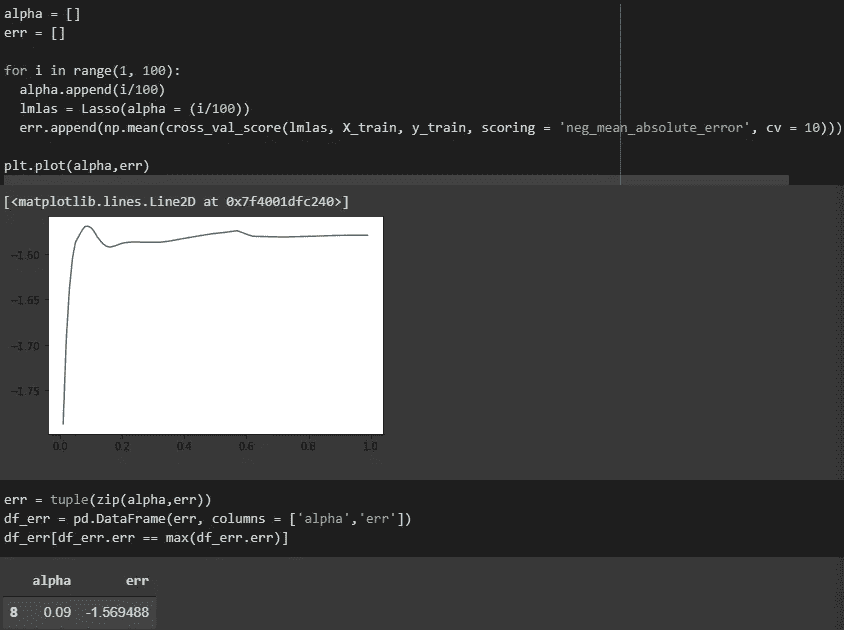 alpha = []
err = []
for i in range(1, 100):
  alpha.append(i/100)
  lmlas = Lasso(alpha = (i/100))
  err.append(np.mean(cross_val_score(lmlas, X_train, y_train, scoring = 'neg_mean_absolute_error', cv = 10)))
plt.plot(alpha,err)
[<matplotlib.lines.Line2D at 0x7f4001dfc240>]
−1.60
−1.65
−1.70
−1.75
0.0 0.2 0.4 0.6 0.8 1.0
err = tuple(zip(alpha,err))
df_err = pd.DataFrame(err, columns = ['alpha','err'])
df_err[df_err.err == max(df_err.err)]
alpha err
8 0.09 -1.569488